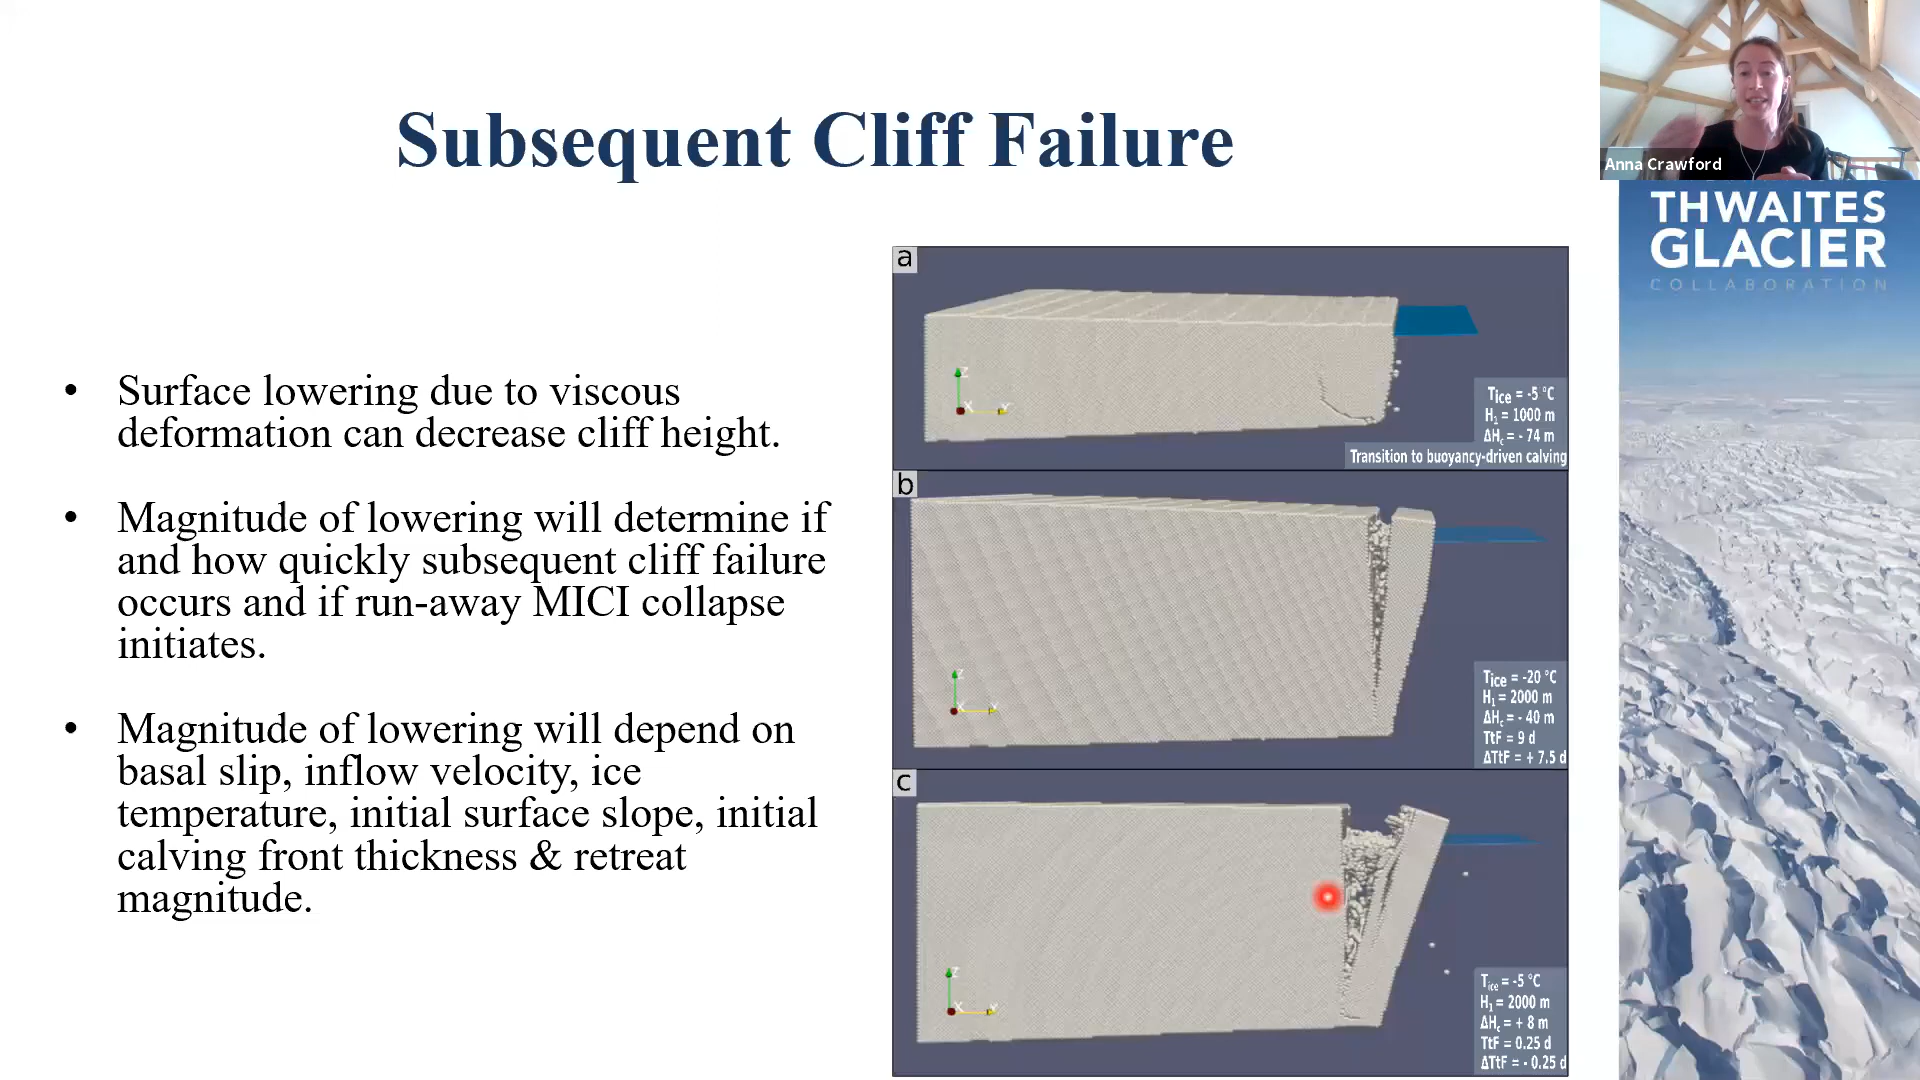 Subsequent Cliff Failure
Anna Crawford
THWAITES
GLACIER
COLLABORATION
• Surface lowering due to viscous
deformation can decrease cliff height.
• Magnitude of lowering will determine if
and how quickly subsequent cliff failure
occurs and if run-away MICI collapse
initiates.
• Magnitude of lowering will depend on
basal slip, inflow velocity, ice
temperature, initial surface slope, initial
calving front thickness & retreat
magnitude.
a
Z
X Y
Tice = -5 °C
H₁ = 1000 m
ΔHc = - 74 m
Transition to buoyancy-driven calving
b
Z
X Y
Tice = -20 °C
H₁ = 2000 m
ΔHc = - 40 m
TtF = 9 d
ΔTtF = + 7.5 d
c
Z
X Y
Tice = -5 °C
H₁ = 2000 m
ΔHc = + 8 m
TtF = 0.25 d
ΔTtF = - 0.25 d